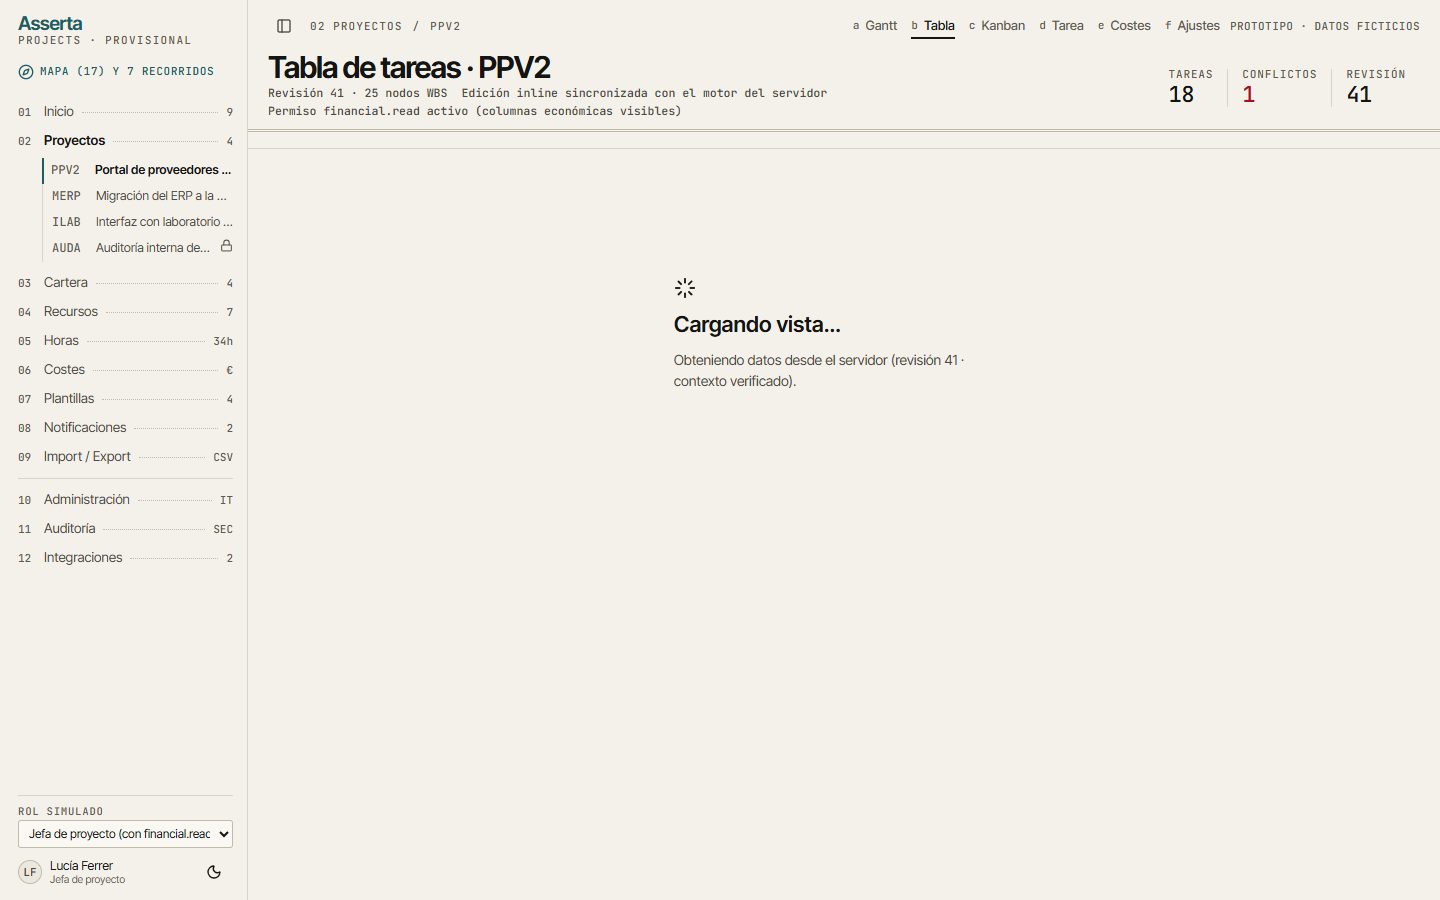 Asserta
PROJECTS · PROVISIONAL
MAPA (17) Y 7 RECORRIDOS
01 Inicio 9
02 Proyectos 4
PPV2 Portal de proveedores ...
MERP Migración del ERP a la ...
ILAB Interfaz con laboratorio ...
AUDA Auditoría interna de...
03 Cartera 4
04 Recursos 7
05 Horas 34h
06 Costes €
07 Plantillas 4
08 Notificaciones 2
09 Import / Export CSV
10 Administración IT
11 Auditoría SEC
12 Integraciones 2
ROL SIMULADO
Jefa de proyecto (con financial.read
LF Lucía Ferrer
Jefa de proyecto
02 PROYECTOS / PPV2
a Gantt b Tabla c Kanban d Tarea e Costes f Ajustes PROTOTIPO · DATOS FICTICIOS
Tabla de tareas · PPV2
Revisión 41 · 25 nodos WBS Edición inline sincronizada con el motor del servidor
Permiso financial.read activo (columnas económicas visibles)
TAREAS CONFLICTOS REVISIÓN
18 1 41
Cargando vista...
Obteniendo datos desde el servidor (revisión 41 ·
contexto verificado).